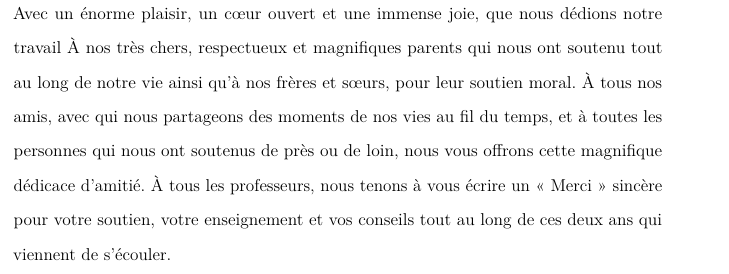 Avec un énorme plaisir, un cœur ouvert et une immense joie, que nous dédions notre
travail À nos très chers, respectueux et magnifiques parents qui nous ont soutenu tout
au long de notre vie ainsi qu'à nos frères et sœurs, pour leur soutien moral. À tous nos
amis, avec qui nous partageons des moments de nos vies au fil du temps, et à toutes les
personnes qui nous ont soutenus de près ou de loin, nous vous offrons cette magnifique
dédicace d'amitié. À tous les professeurs, nous tenons à vous écrire un « Merci » sincère
pour votre soutien, votre enseignement et vos conseils tout au long de ces deux ans qui
viennent de s'écouler.